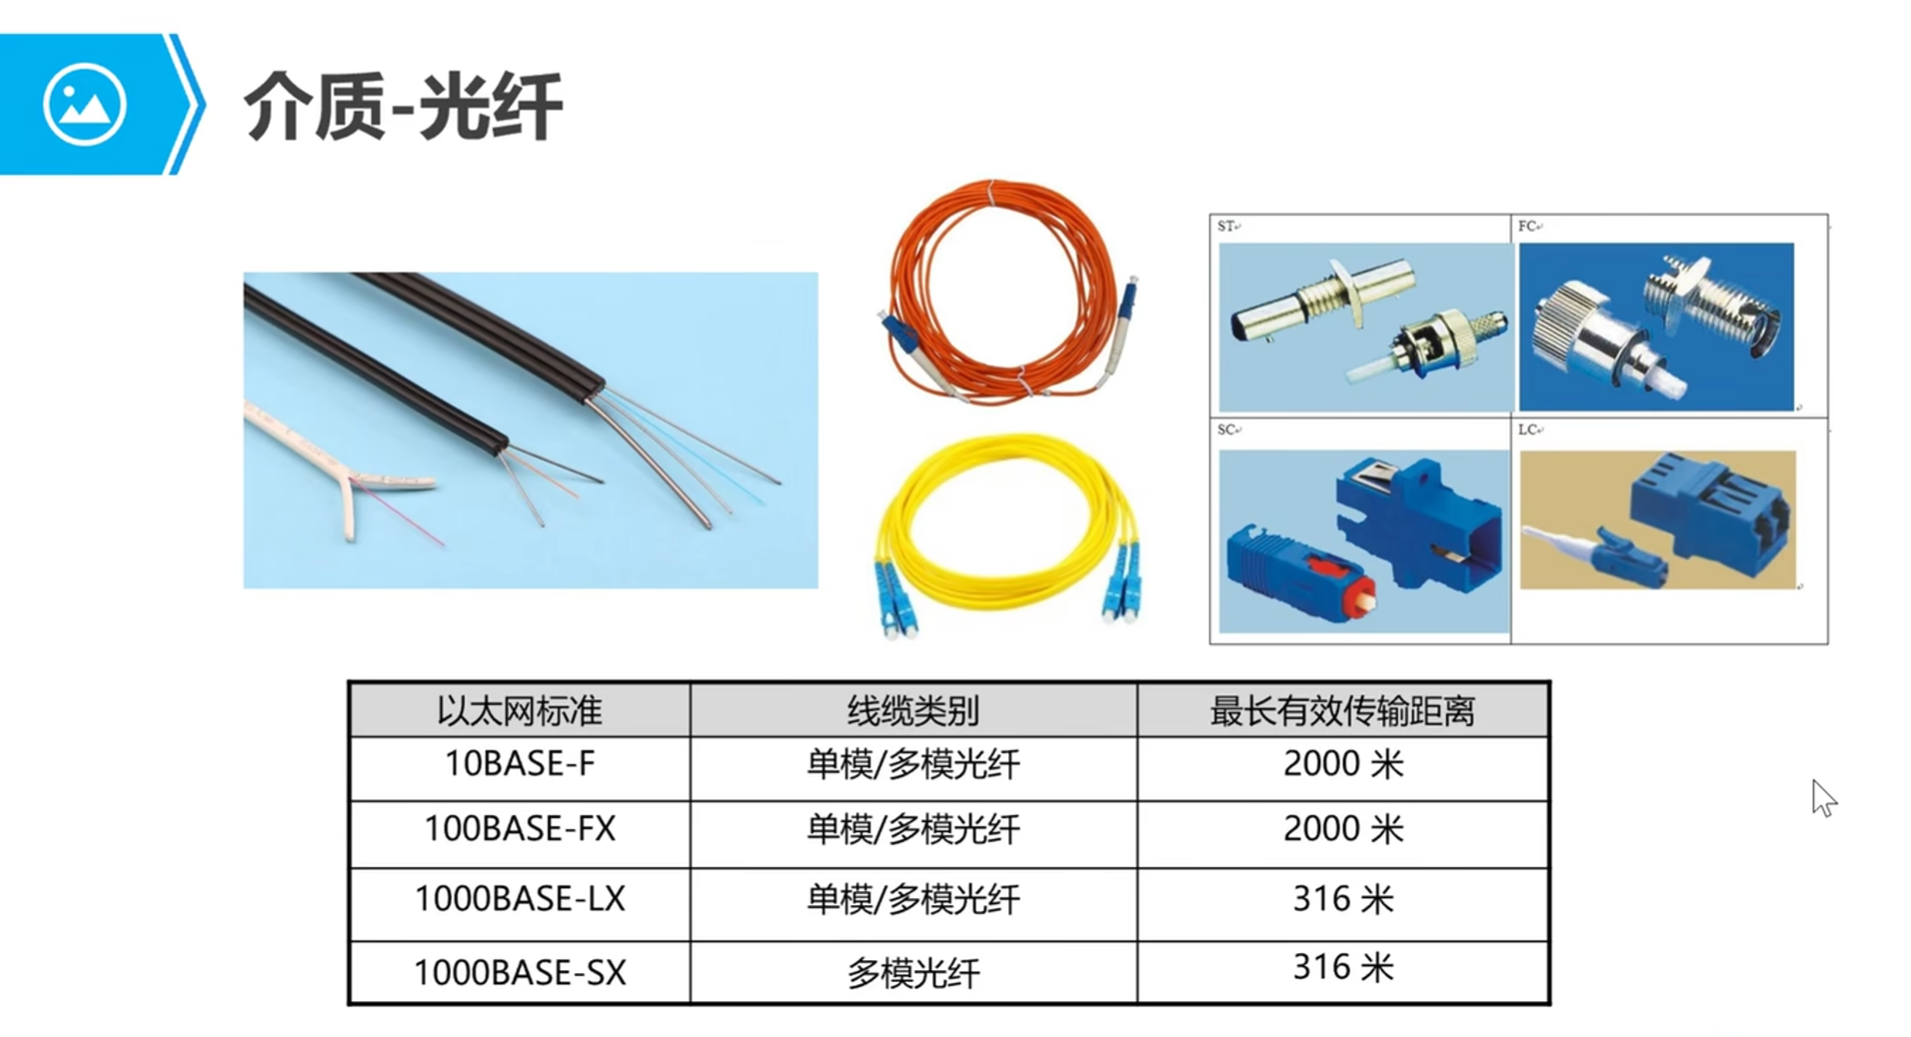 介质-光纤
ST
FC
SC
LC
以太网标准 线缆类别 最长有效传输距离
10BASE-F 单模/多模光纤 2000 米
100BASE-FX 单模/多模光纤 2000 米
1000BASE-LX 单模/多模光纤 316 米
1000BASE-SX 多模光纤 316 米